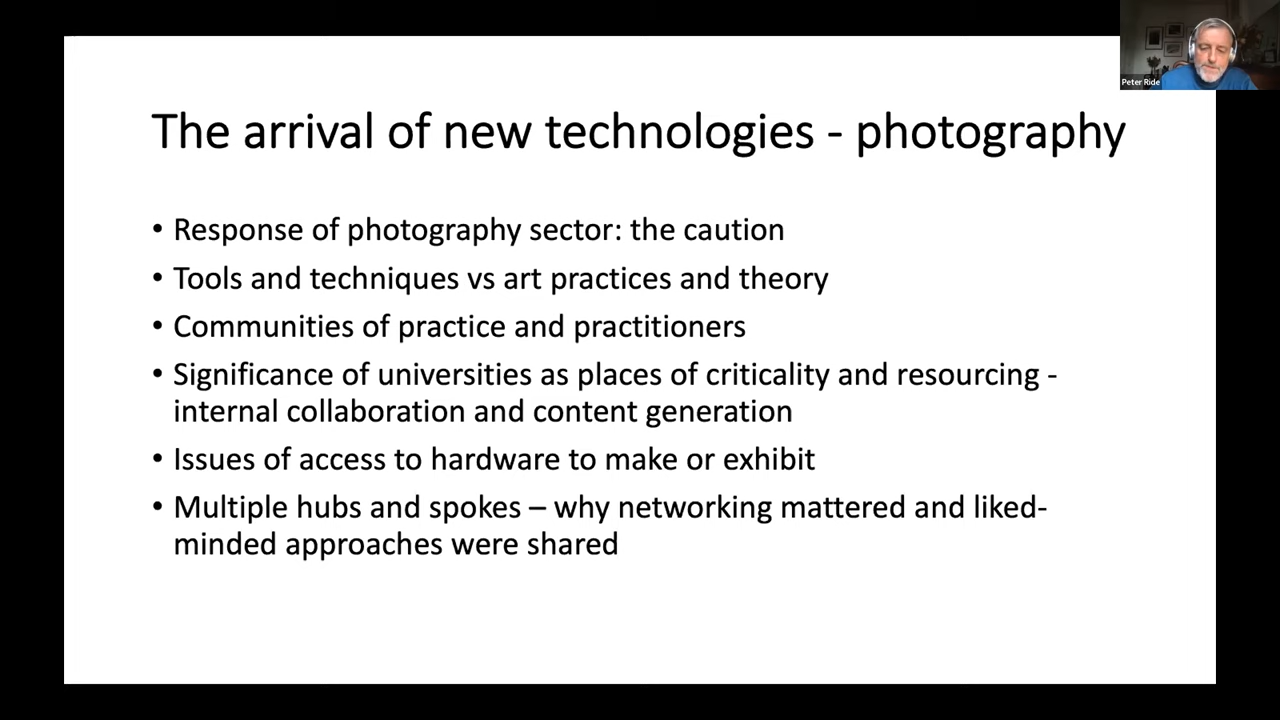 The arrival of new technologies - photography
• Response of photography sector: the caution
• Tools and techniques vs art practices and theory
• Communities of practice and practitioners
• Significance of universities as places of criticality and resourcing -
internal collaboration and content generation
• Issues of access to hardware to make or exhibit
• Multiple hubs and spokes – why networking mattered and liked-
minded approaches were shared
Peter Ride